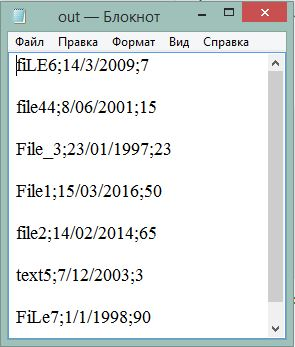 out — Блокнот
Файл Правка Формат Вид Справка
fiLE6;14/3/2009;7
file44;8/06/2001;15
File_3;23/01/1997;23
File1;15/03/2016;50
file2;14/02/2014;65
text5;7/12/2003;3
FiLe7;1/1/1998;90